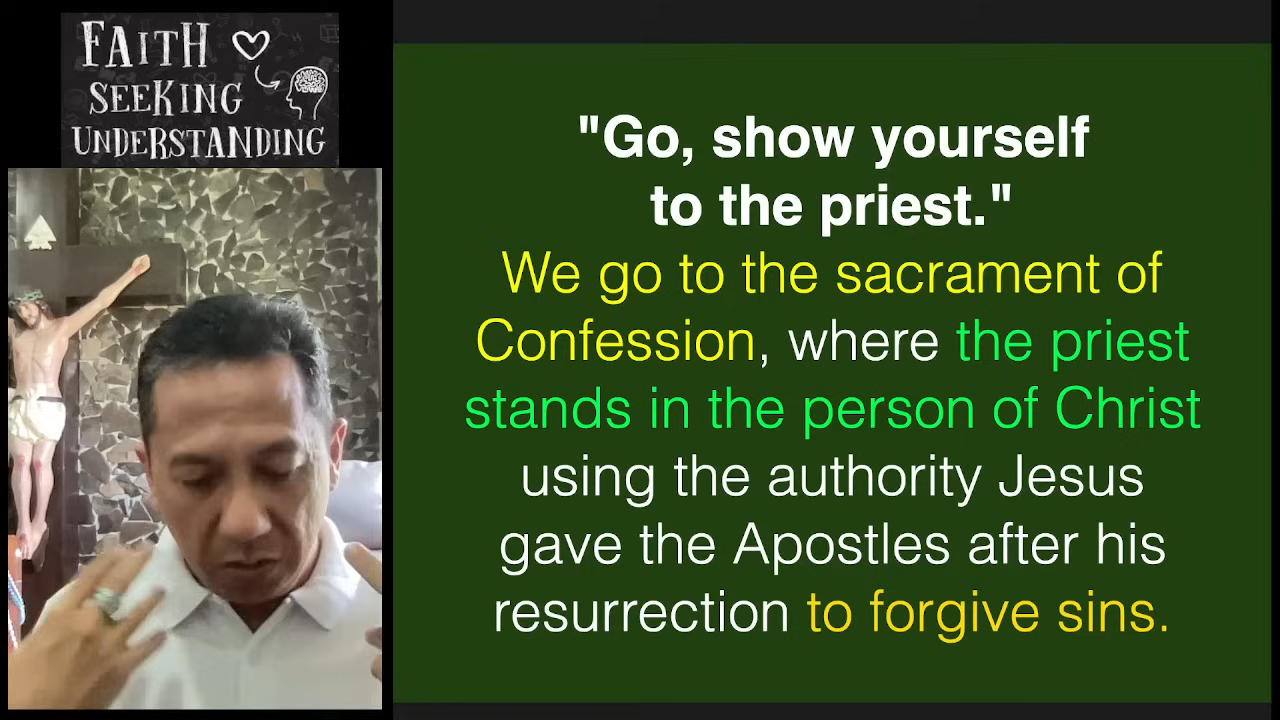 FAITH
SEEKING
UNDERSTANDING
"Go, show yourself
to the priest."
We go to the sacrament of
Confession, where the priest
stands in the person of Christ
using the authority Jesus
gave the Apostles after his
resurrection to forgive sins.